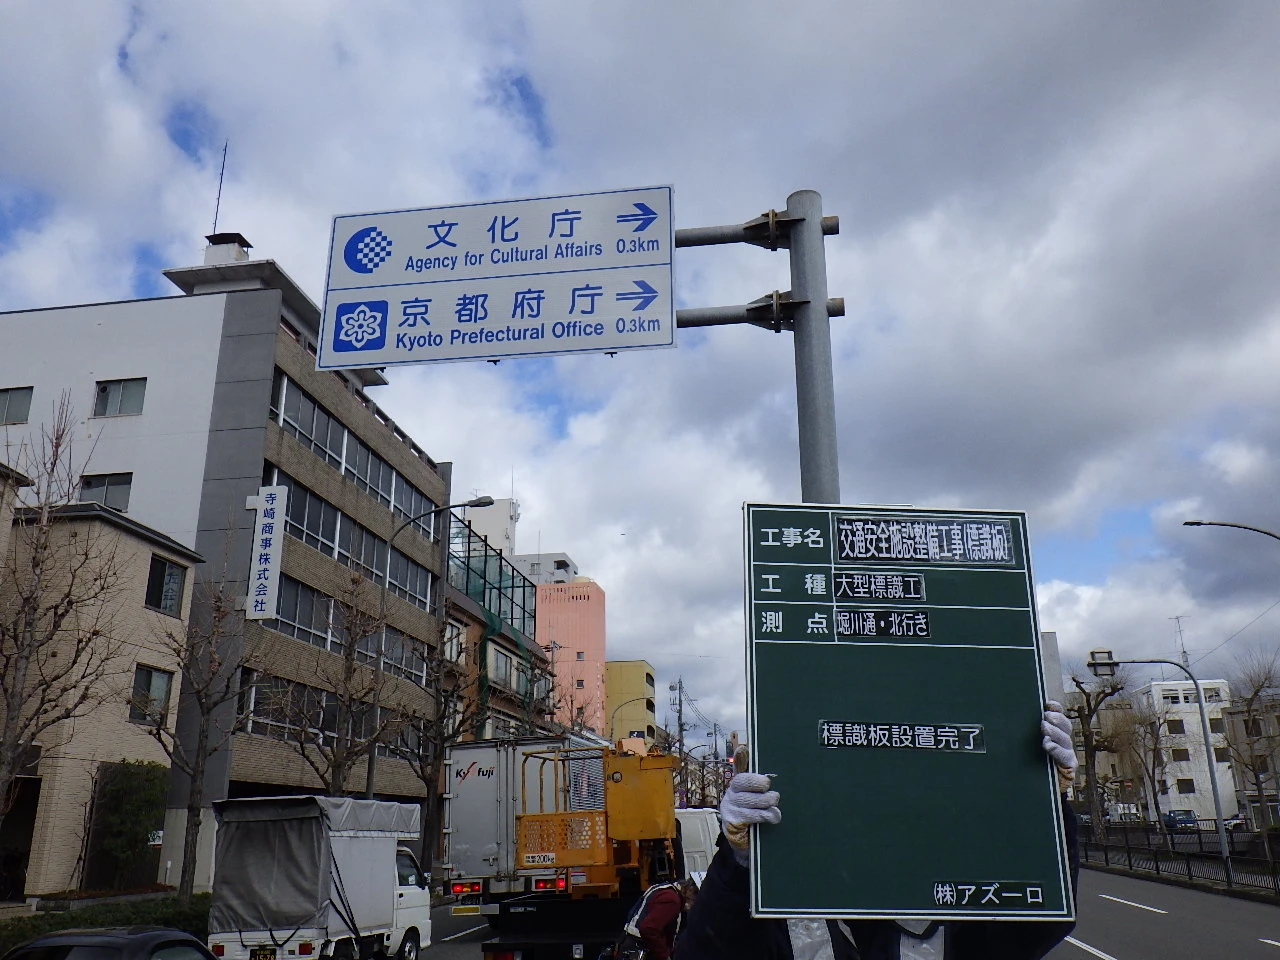 文化庁
Agency for Cultural Affairs 0.3km
京都府庁
Kyoto Prefectural Office 0.3km
寺崎商事株式会社
工事名 交通安全施設整備工事(標識板)
工種 大型標識工
測点 堀川通・北行き
標識板設置完了
(株)アズーロ
200kg